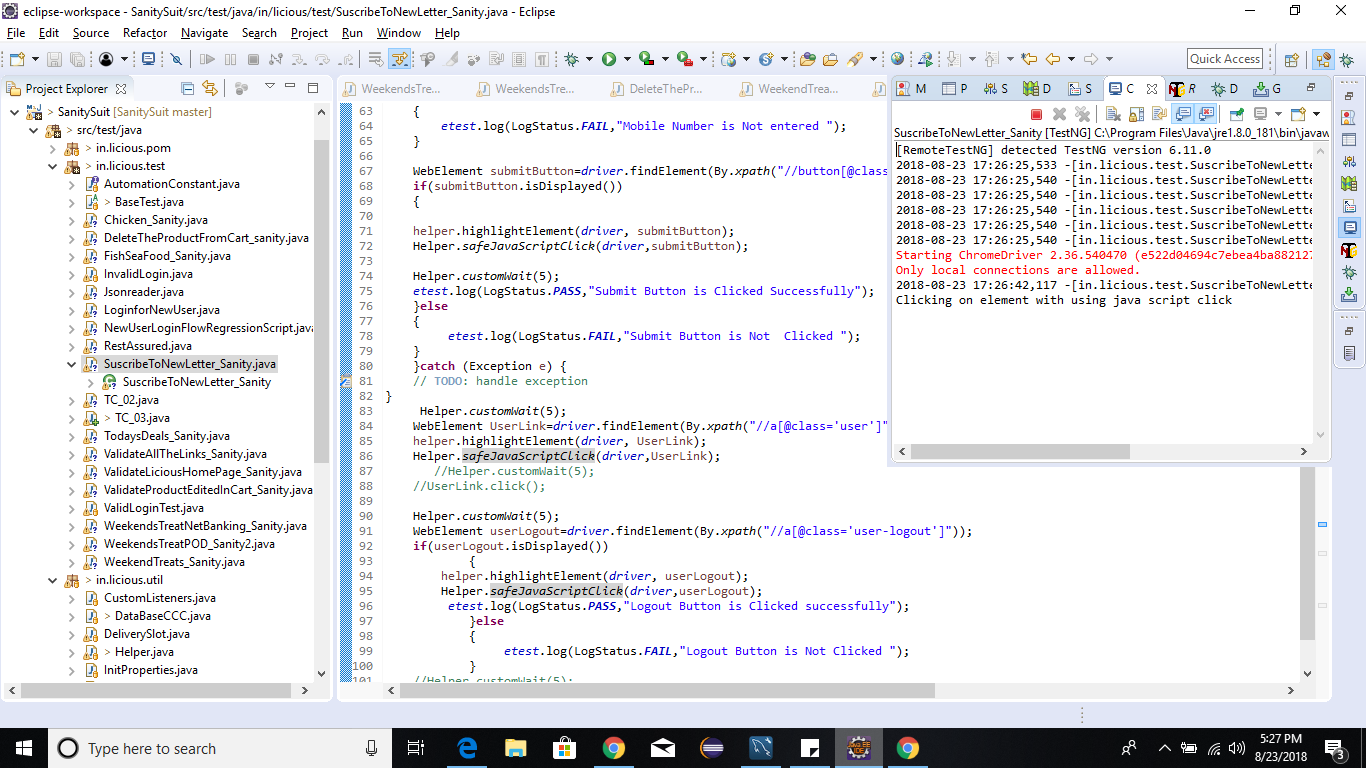 eclipse-workspace - SanitySuit/src/test/java/in/licious/test/SuscribeToNewLetter_Sanity.java - Eclipse
File Edit Source Refactor Navigate Search Project Run Window Help
Quick Access
Project Explorer
SanitySuit [SanitySuit master]
> src/test/java
> in.licious.pom
> in.licious.test
AutomationConstant.java
> BaseTest.java
Chicken_Sanity.java
DeleteTheProductFromCart_sanity.java
FishSeaFood_Sanity.java
InvalidLogin.java
Jsonreader.java
LoginforNewUser.java
NewUserLoginFlowRegressionScript.java
RestAssured.java
SuscribeToNewLetter_Sanity.java
SuscribeToNewLetter_Sanity
TC_02.java
> TC_03.java
TodaysDeals_Sanity.java
ValidateAllTheLinks_Sanity.java
ValidateLiciousHomePage_Sanity.java
ValidateProductEditedInCart_Sanity.java
ValidLoginTest.java
WeekendsTreatNetBanking_Sanity.java
WeekendsTreatPOD_Sanity2.java
WeekendTreats_Sanity.java
> in.licious.util
CustomListeners.java
> DataBaseCCC.java
DeliverySlot.java
> Helper.java
InitProperties.java
WeekendsTre... WeekendsTre... DeleteThePr... WeekendTrea...
63 {
64 etest.log(LogStatus.FAIL,"Mobile Number is Not entered ");
65 }
66
67 WebElement submitButton=driver.findElement(By.xpath("//button[@clas
68 if(submitButton.isDisplayed())
69 {
70
71 helper.highlightElement(driver, submitButton);
72 Helper.safeJavaScriptClick(driver,submitButton);
73
74 Helper.customWait(5);
75 etest.log(LogStatus.PASS,"Submit Button is Clicked Successfully");
76 }else
77 {
78 etest.log(LogStatus.FAIL,"Submit Button is Not  Clicked ");
79 }
80 }catch (Exception e) {
81 // TODO: handle exception
82 }
83 Helper.customWait(5);
84 WebElement UserLink=driver.findElement(By.xpath("//a[@class='user']"
85 helper.highlightElement(driver, UserLink);
86 Helper.safeJavaScriptClick(driver,UserLink);
87 //Helper.customWait(5);
88 //UserLink.click();
89
90 Helper.customWait(5);
91 WebElement userLogout=driver.findElement(By.xpath("//a[@class='user-logout']"));
92 if(userLogout.isDisplayed())
93 {
94 helper.highlightElement(driver, userLogout);
95 Helper.safeJavaScriptClick(driver,userLogout);
96 etest.log(LogStatus.PASS,"Logout Button is Clicked successfully");
97 }else
98 {
99 etest.log(LogStatus.FAIL,"Logout Button is Not Clicked ");
100 }
101 //Helper.customWait(5);
M P S D S C R D G
SuscribeToNewLetter_Sanity [TestNG] C:\Program Files\Java\jre1.8.0_181\bin\javaw
[RemoteTestNG] detected TestNG version 6.11.0
2018-08-23 17:26:25,533 -[in.licious.test.SuscribeToNewLette
2018-08-23 17:26:25,540 -[in.licious.test.SuscribeToNewLette
2018-08-23 17:26:25,540 -[in.licious.test.SuscribeToNewLette
2018-08-23 17:26:25,540 -[in.licious.test.SuscribeToNewLette
2018-08-23 17:26:25,540 -[in.licious.test.SuscribeToNewLette
2018-08-23 17:26:25,540 -[in.licious.test.SuscribeToNewLette
Starting ChromeDriver 2.36.540470 (e522d04694c7ebea4ba882127
Only local connections are allowed.
2018-08-23 17:26:42,117 -[in.licious.test.SuscribeToNewLette
Clicking on element with using java script click
Type here to search
5:27 PM
8/23/2018
3